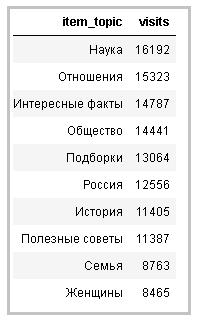 item_topic visits
Наука 16192
Отношения 15323
Интересные факты 14787
Общество 14441
Подборки 13064
Россия 12556
История 11405
Полезные советы 11387
Семья 8763
Женщины 8465